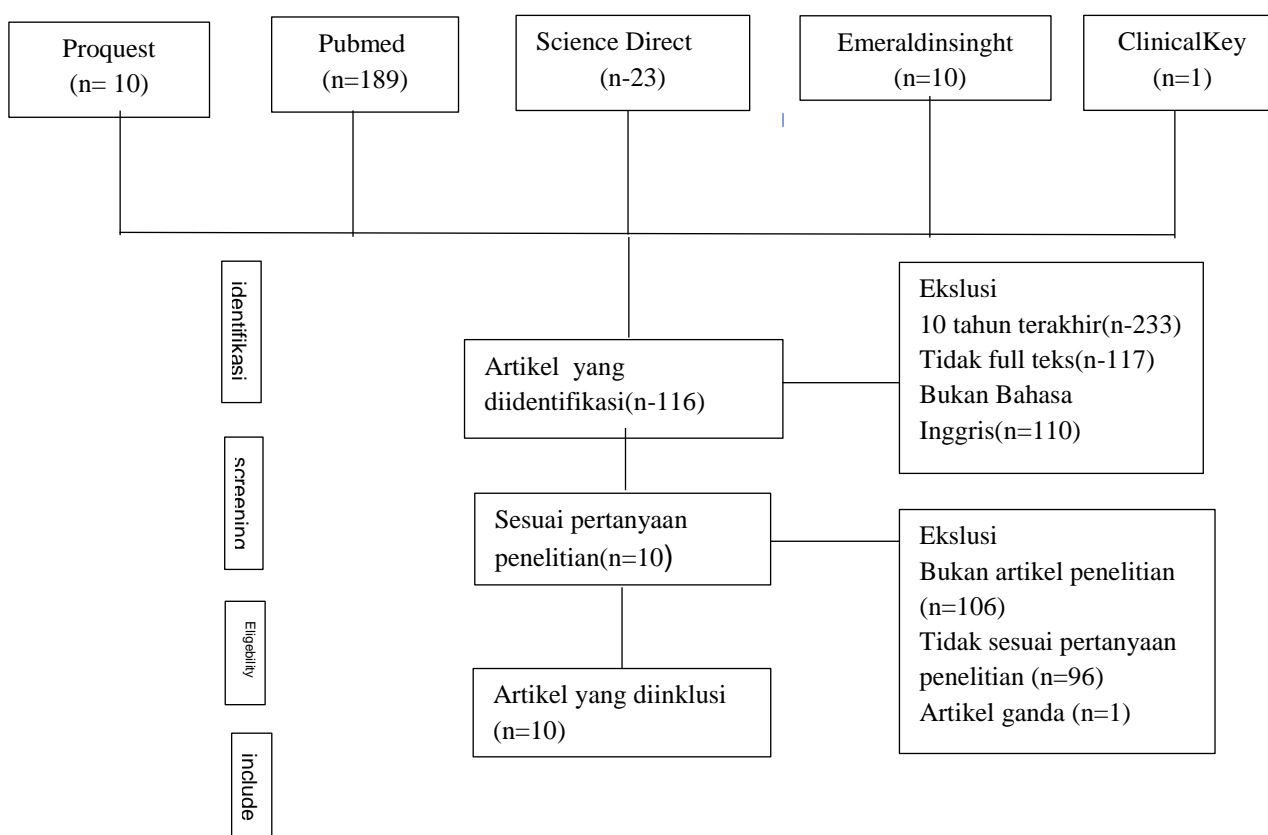 Proquest
(n= 10)
Pubmed
(n=189)
Science Direct
(n-23)
Emeraldinsinght
(n=10)
ClinicalKey
(n=1)
identifikasi
Artikel yang
diidentifikasi(n-116)
Ekslusi
10 tahun terakhir(n-233)
Tidak full teks(n-117)
Bukan Bahasa
Inggris(n=110)
screening
Sesuai pertanyaan
penelitian(n=10)
Ekslusi
Bukan artikel penelitian
(n=106)
Tidak sesuai pertanyaan
penelitian (n=96)
Artikel ganda (n=1)
Eligebility
Artikel yang diinklusi
(n=10)
include